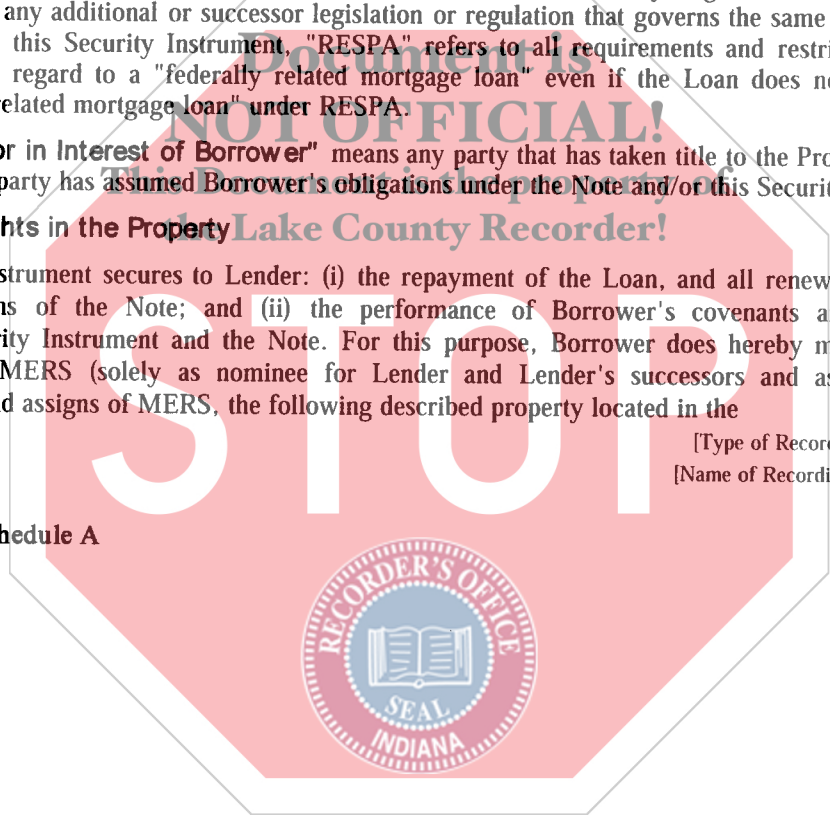 any additional or successor legislation or regulation that governs the same
this Security Instrument, "RESPA" refers to all requirements and restri
regard to a "federally related mortgage loan" even if the Loan does n
elated mortgage loan" under RESPA.
Document is
NOT OFFICIAL!
or in Interest of Borrower" means any party that has taken title to the Pro
party has assumed Borrower's obligations under the Note and/or this Securit
This Document is the property of
the Lake County Recorder!
hts in the Property
strument secures to Lender: (i) the repayment of the Loan, and all renew
ns of the Note; and (ii) the performance of Borrower's covenants a
ity Instrument and the Note. For this purpose, Borrower does hereby m
MERS (solely as nominee for Lender and Lender's successors and as
d assigns of MERS, the following described property located in the
[Type of Recor
[Name of Recordi
STOP
hedule A
RECORDER'S OFFICE
SEAL
INDIANA